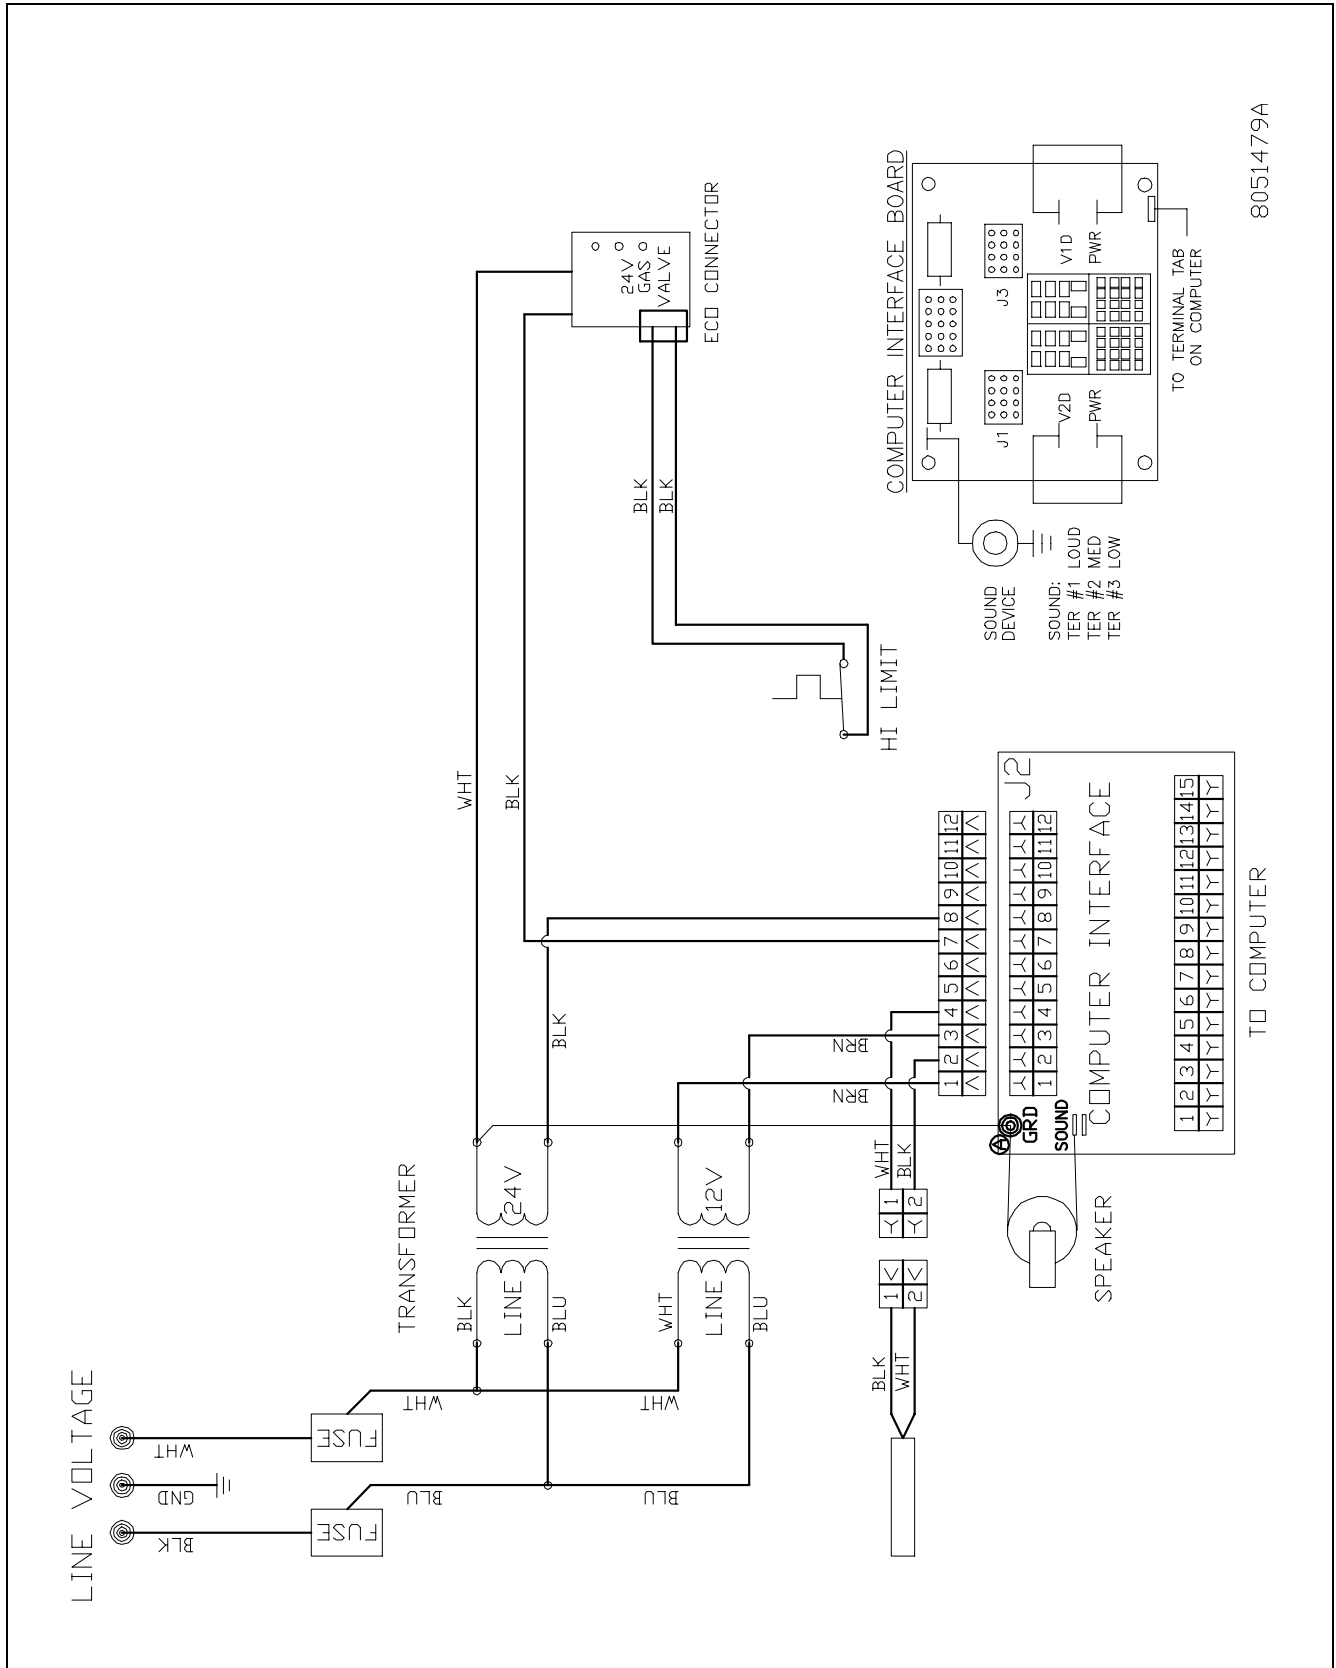 LINE VOLTAGE
BLK
GND
WHT
FUSE
FUSE
BLU
BLU
WHT
WHT
TRANSFORMER
BLK
LINE
BLU
24V
WHT
LINE
BLU
12V
WHT
BLK
BLK
BRN
BRN
24V
GAS
VALVE
ECO CONNECTOR
BLK
BLK
HI LIMIT
BLK
WHT
1
2
1
2
WHT
BLK
1 2 3 4 5 6 7 8 9 10 11 12
1 2 3 4 5 6 7 8 9 10 11 12
J2
A
GRD
SOUND
COMPUTER INTERFACE
1 2 3 4 5 6 7 8 9 10 11 12 13 14 15
TO COMPUTER
SPEAKER
COMPUTER INTERFACE BOARD
J1
J3
V2D
PWR
V1D
PWR
SOUND
DEVICE
SOUND:
TER #1 LOUD
TER #2 MED
TER #3 LOW
TO TERMINAL TAB
ON COMPUTER
8051479A